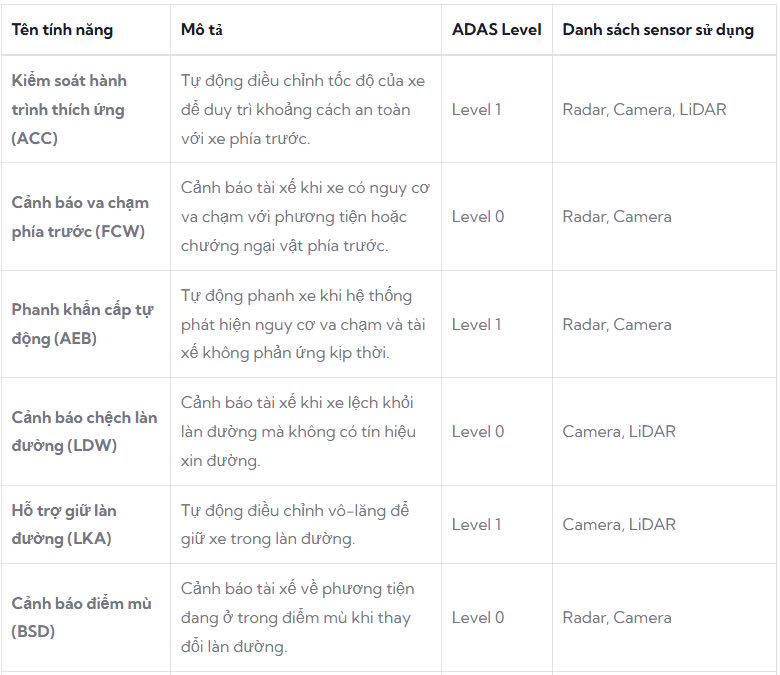 Tên tính năng
Mô tả
ADAS Level
Danh sách sensor sử dụng
Kiểm soát hành
trình thích ứng
(ACC)
Tự động điều chỉnh tốc độ của xe
để duy trì khoảng cách an toàn
với xe phía trước.
Level 1
Radar, Camera, LiDAR
Cảnh báo va chạm
phía trước (FCW)
Cảnh báo tài xế khi xe có nguy cơ
va chạm với phương tiện hoặc
chướng ngại vật phía trước.
Level 0
Radar, Camera
Phanh khẩn cấp tự
động (AEB)
Tự động phanh xe khi hệ thống
phát hiện nguy cơ va chạm và tài
xế không phản ứng kịp thời.
Level 1
Radar, Camera
Cảnh báo chệch làn
đường (LDW)
Cảnh báo tài xế khi xe lệch khỏi
làn đường mà không có tín hiệu
xin đường.
Level 0
Camera, LiDAR
Hỗ trợ giữ làn
đường (LKA)
Tự động điều chỉnh vô-lăng để
giữ xe trong làn đường.
Level 1
Camera, LiDAR
Cảnh báo điểm mù
(BSD)
Cảnh báo tài xế về phương tiện
đang ở trong điểm mù khi thay
đổi làn đường.
Level 0
Radar, Camera